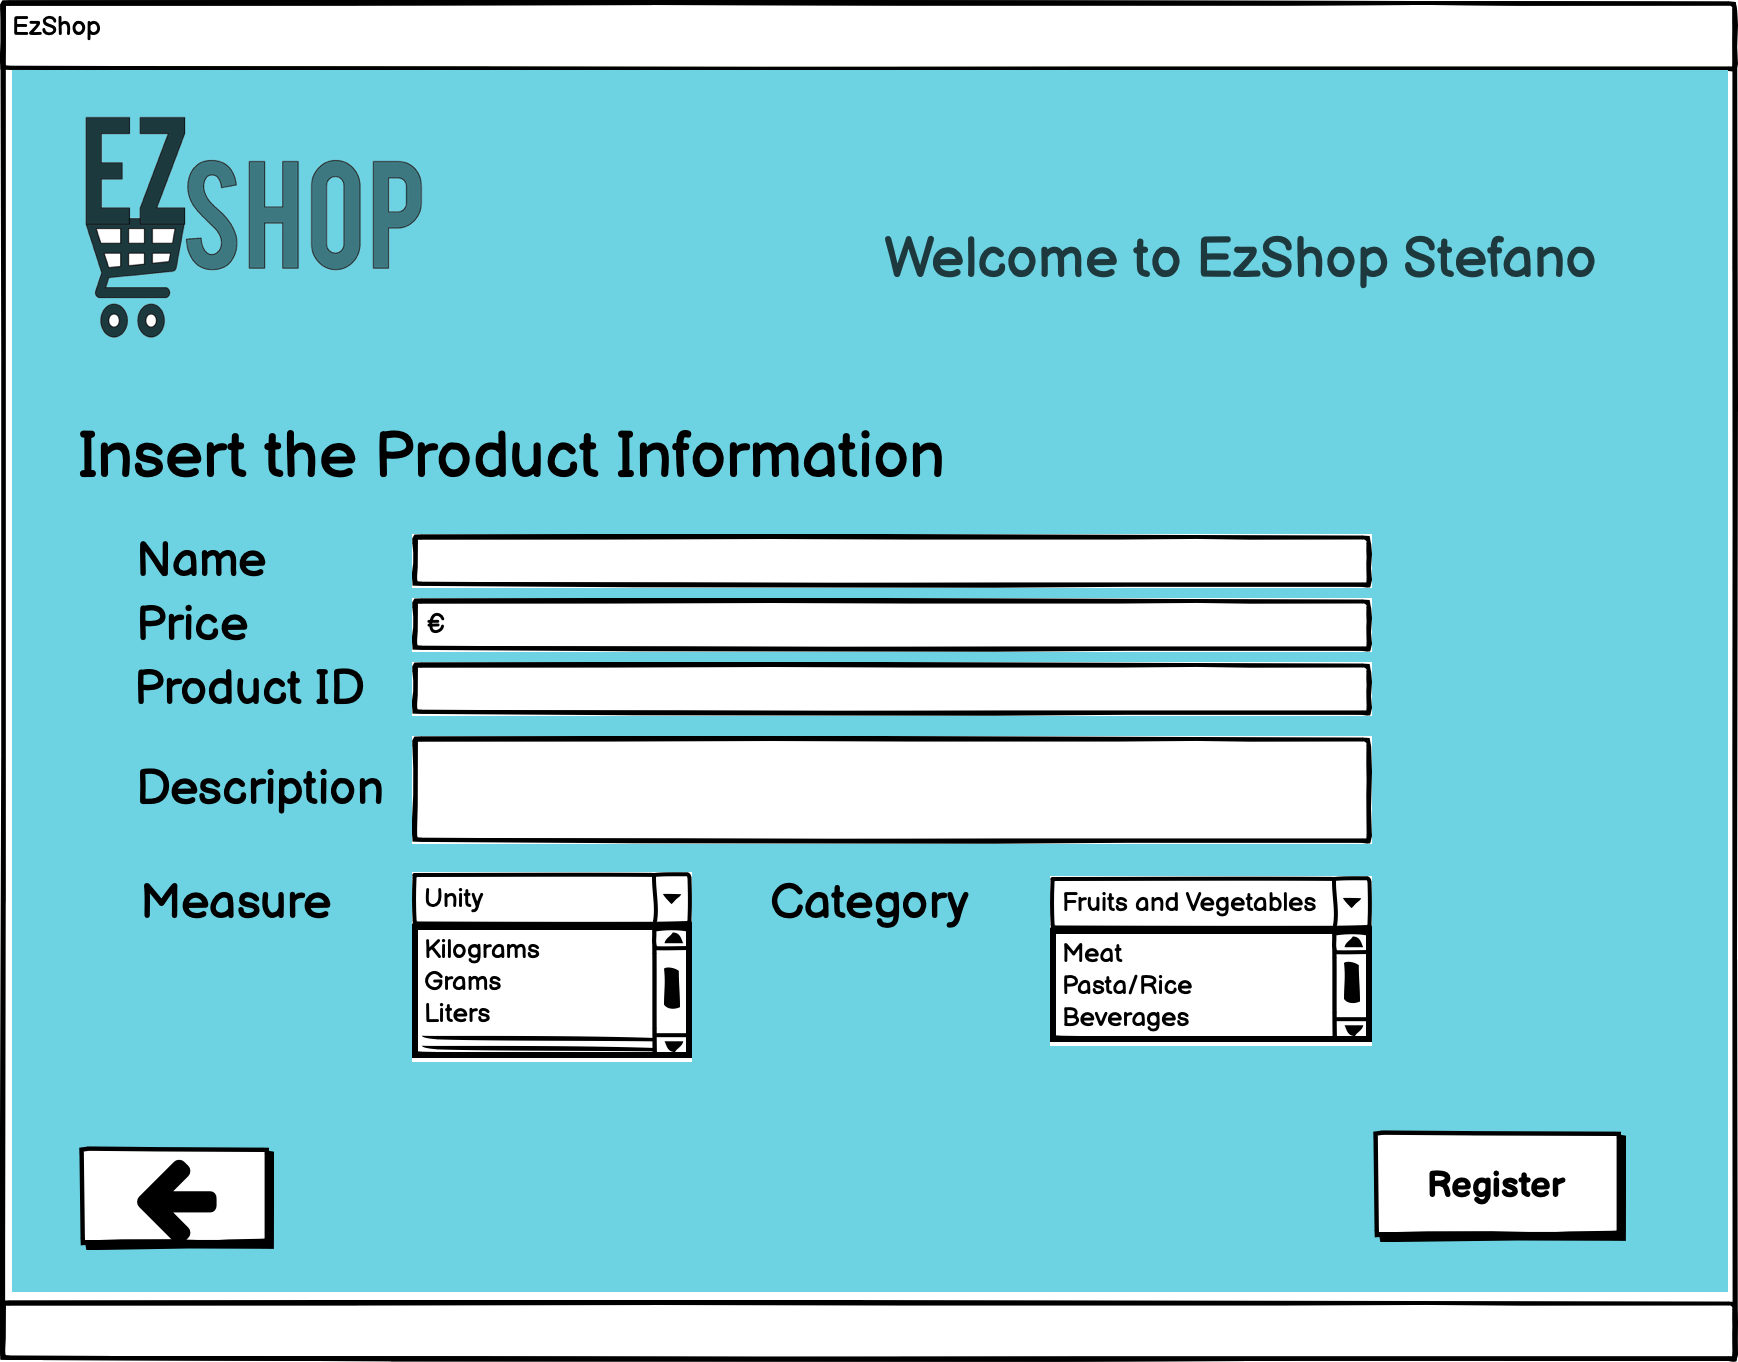 EzShop
EZSHOP
Welcome to EzShop Stefano
Insert the Product Information
Name
Price €
Product ID
Description
Measure Unity Category Fruits and Vegetables
Kilograms Meat
Grams Pasta/Rice
Liters Beverages
Register